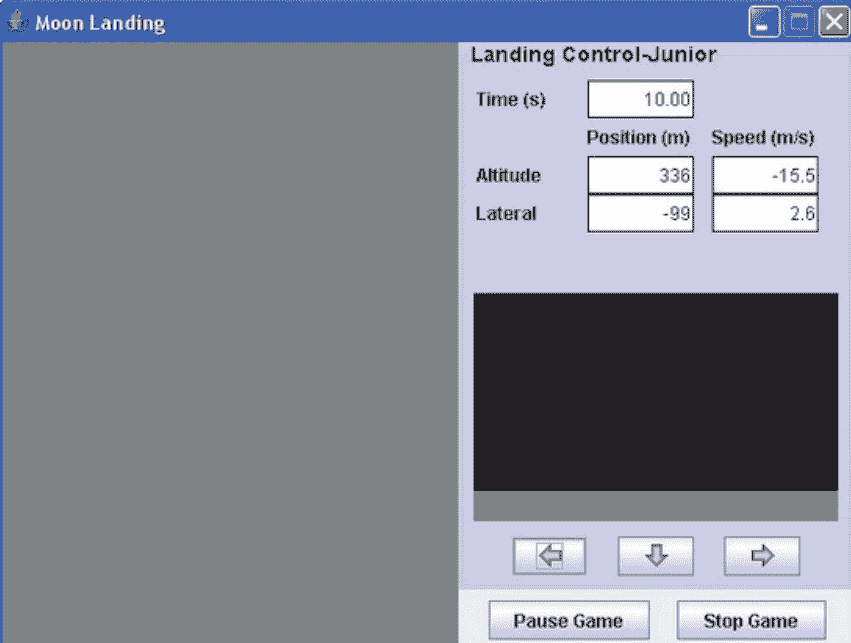 Moon Landing
Landing Control-Junior
Time (s) 10.00
Position (m) Speed (m/s)
Altitude 336 -15.5
Lateral -99 2.6
Pause Game Stop Game